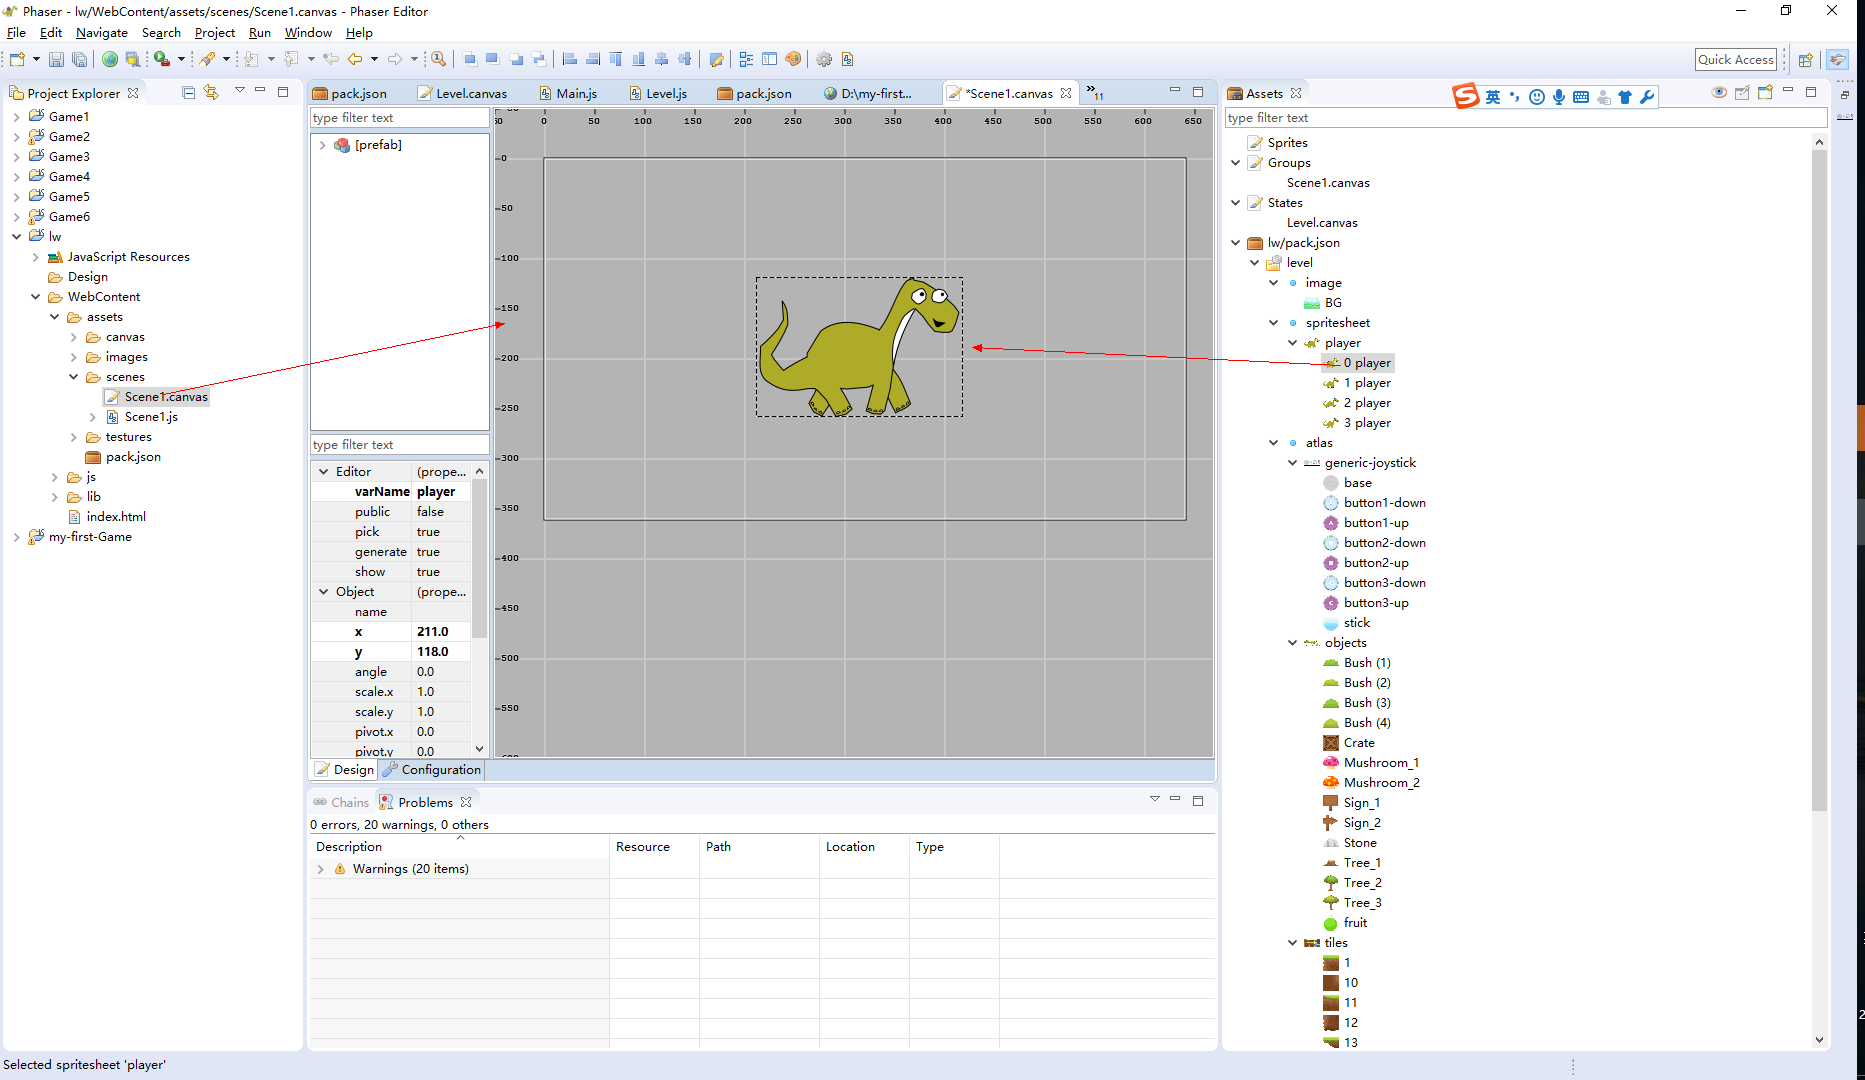 Phaser - lw/WebContent/assets/scenes/Scene1.canvas - Phaser Editor
File Edit Navigate Search Project Run Window Help
Quick Access
Project Explorer
Game1
Game2
Game3
Game4
Game5
Game6
lw
JavaScript Resources
Design
WebContent
assets
canvas
images
scenes
Scene1.canvas
Scene1.js
testures
pack.json
js
lib
index.html
my-first-Game
pack.json Level.canvas Main.js Level.js pack.json D:\my-first... *Scene1.canvas »11
type filter text
[prefab]
type filter text
Editor (prope...
varName player
public false
pick true
generate true
show true
Object (prope...
name
x 211.0
y 118.0
angle 0.0
scale.x 1.0
scale.y 1.0
pivot.x 0.0
pivot.y 0.0
Design Configuration
0 50 100 150 200 250 300 350 400 450 500 550 600 650
0
50
100
150
200
250
300
350
400
450
500
550
Chains Problems
0 errors, 20 warnings, 0 others
Description Resource Path Location Type
Warnings (20 items)
Assets
英
type filter text
Sprites
Groups
Scene1.canvas
States
Level.canvas
lw/pack.json
level
image
BG
spritesheet
player
0 player
1 player
2 player
3 player
atlas
generic-joystick
base
button1-down
button1-up
button2-down
button2-up
button3-down
button3-up
stick
objects
Bush (1)
Bush (2)
Bush (3)
Bush (4)
Crate
Mushroom_1
Mushroom_2
Sign_1
Sign_2
Stone
Tree_1
Tree_2
Tree_3
fruit
tiles
1
10
11
12
13
Selected spritesheet 'player'